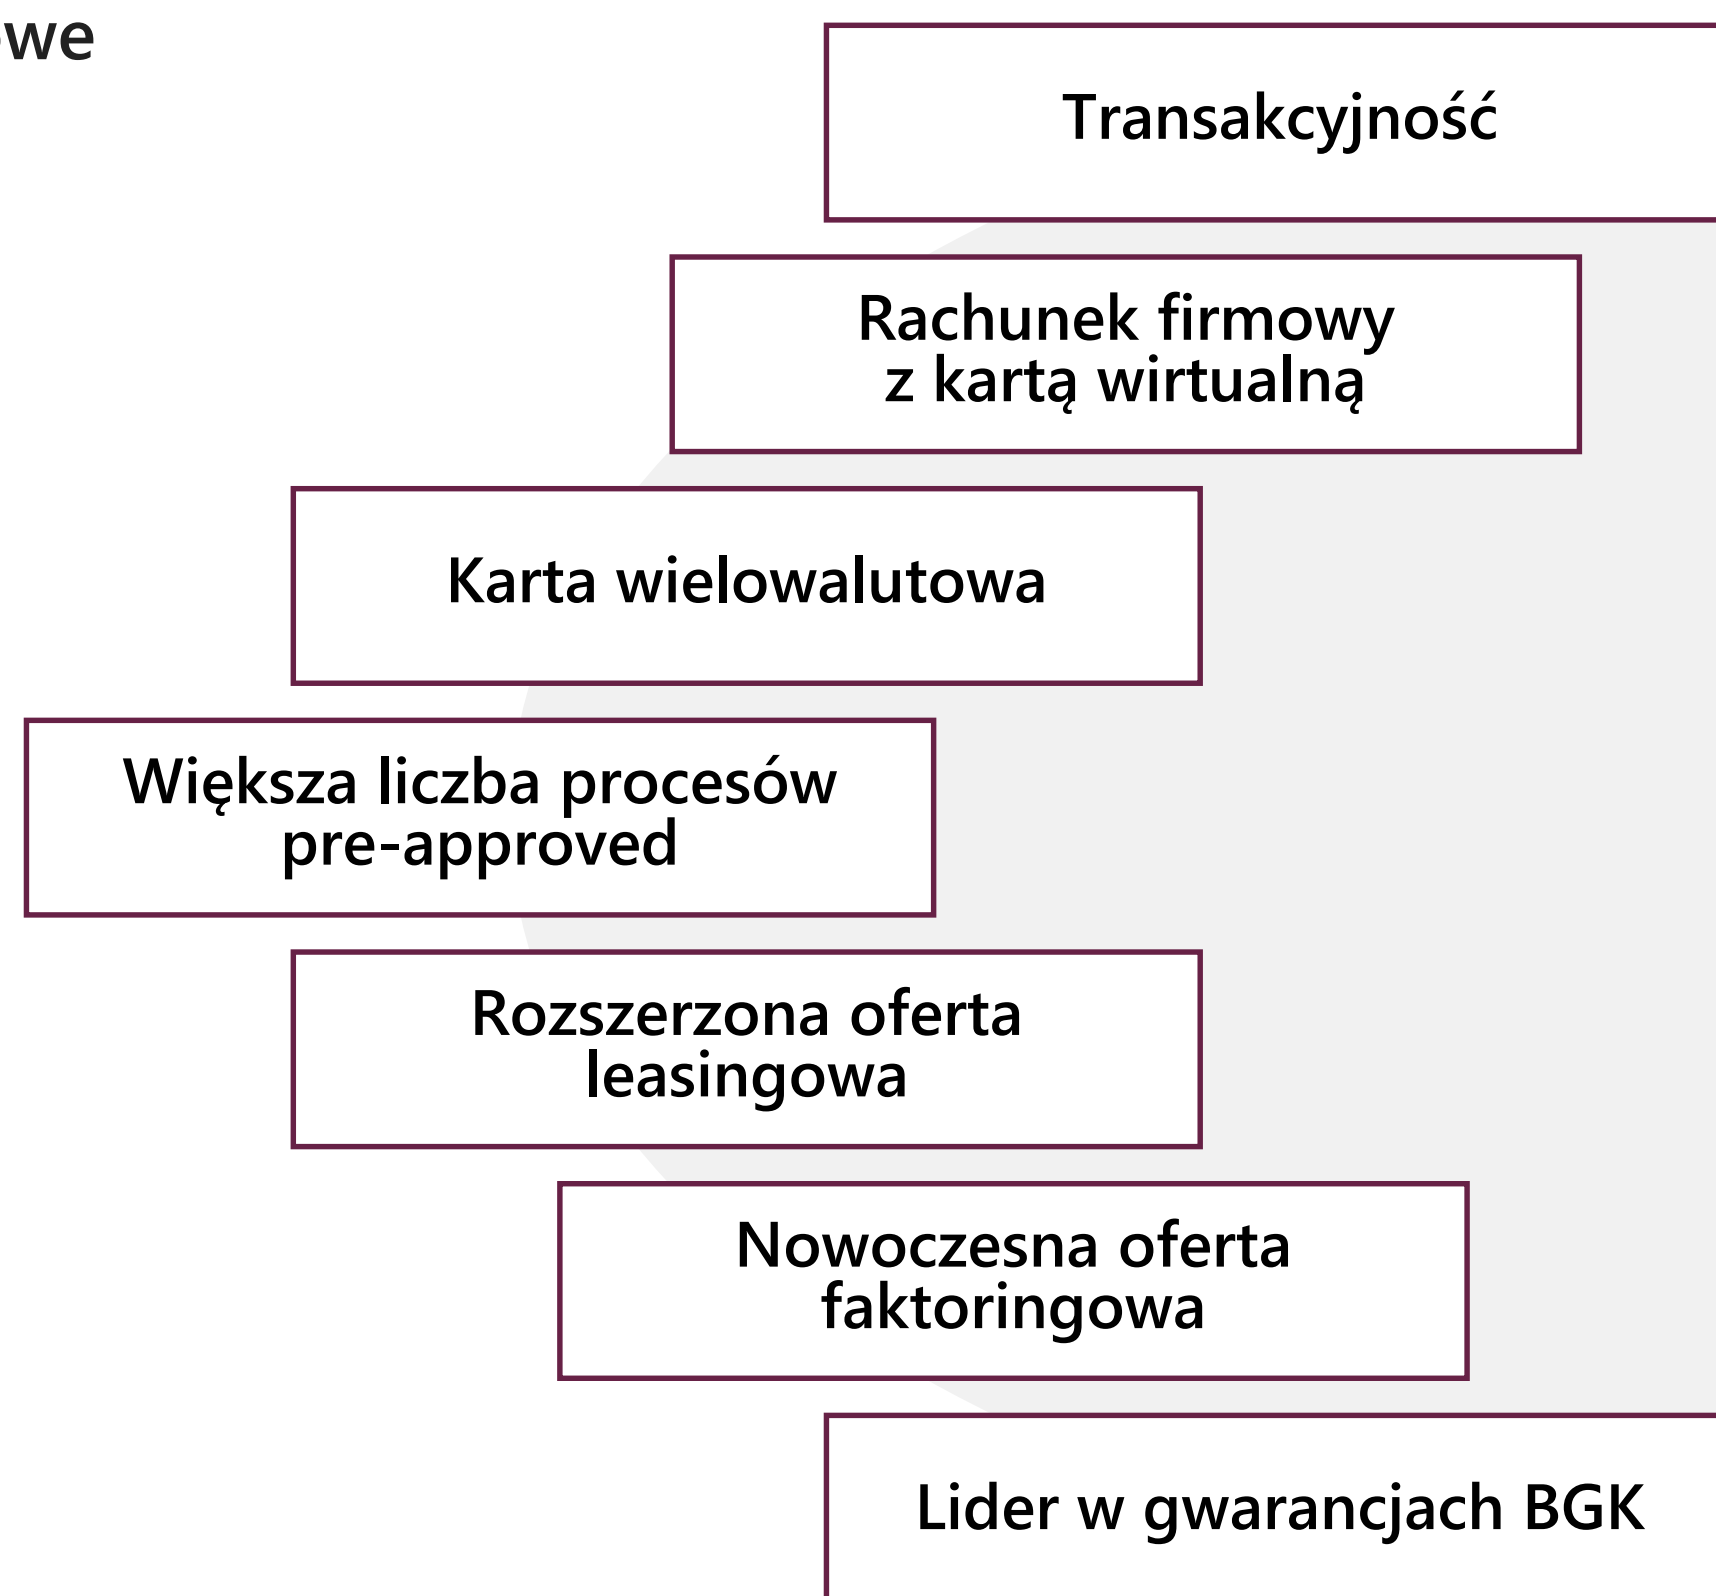 owe
Transakcyjność
Rachunek firmowy
z kartą wirtualną
Karta wielowalutowa
Większa liczba procesów
pre-approved
Rozszerzona oferta
leasingowa
Nowoczesna oferta
faktoringowa
Lider w gwarancjach BGK